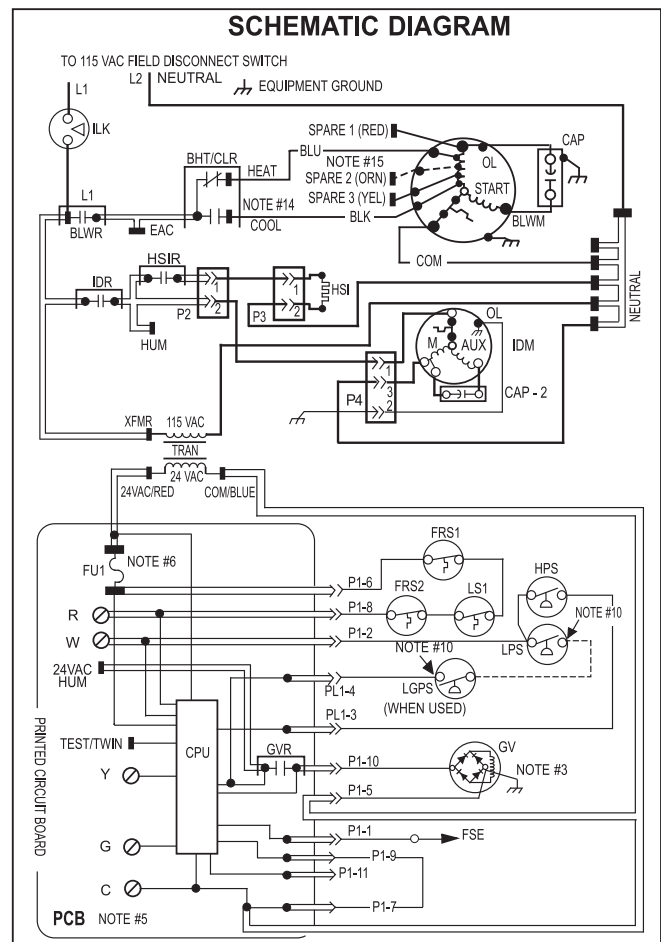 SCHEMATIC DIAGRAM
TO 115 VAC FIELD DISCONNECT SWITCH
L2 NEUTRAL
EQUIPMENT GROUND
L1
ILK
SPARE 1 (RED)
BLU
OL
CAP
BHT/CLR
HEAT
NOTE #15
SPARE 2 (ORN)
START
L1
NOTE #14
SPARE 3 (YEL)
BLWR
EAC
COOL
BLK
BLWM
COM
HSIR
IDR
1
1
HSI
NEUTRAL
P2
2
P3
2
OL
HUM
M
AUX
IDM
1
3
P4
2
CAP - 2
XFMR
115 VAC
TRAN
24 VAC
24VAC/RED
COM/BLUE
FRS1
NOTE #6
HPS
FU1
P1-6
FRS2
LS1
R
P1-8
NOTE #10
W
P1-2
NOTE #10
LPS
24VAC
HUM
LGPS
PL1-4
(WHEN USED)
PL1-3
PRINTED CIRCUIT BOARD
CPU
TEST/TWIN
GVR
GV
Y
P1-10
NOTE #3
P1-5
P1-1
FSE
G
P1-9
P1-11
C
P1-7
PCB NOTE #5